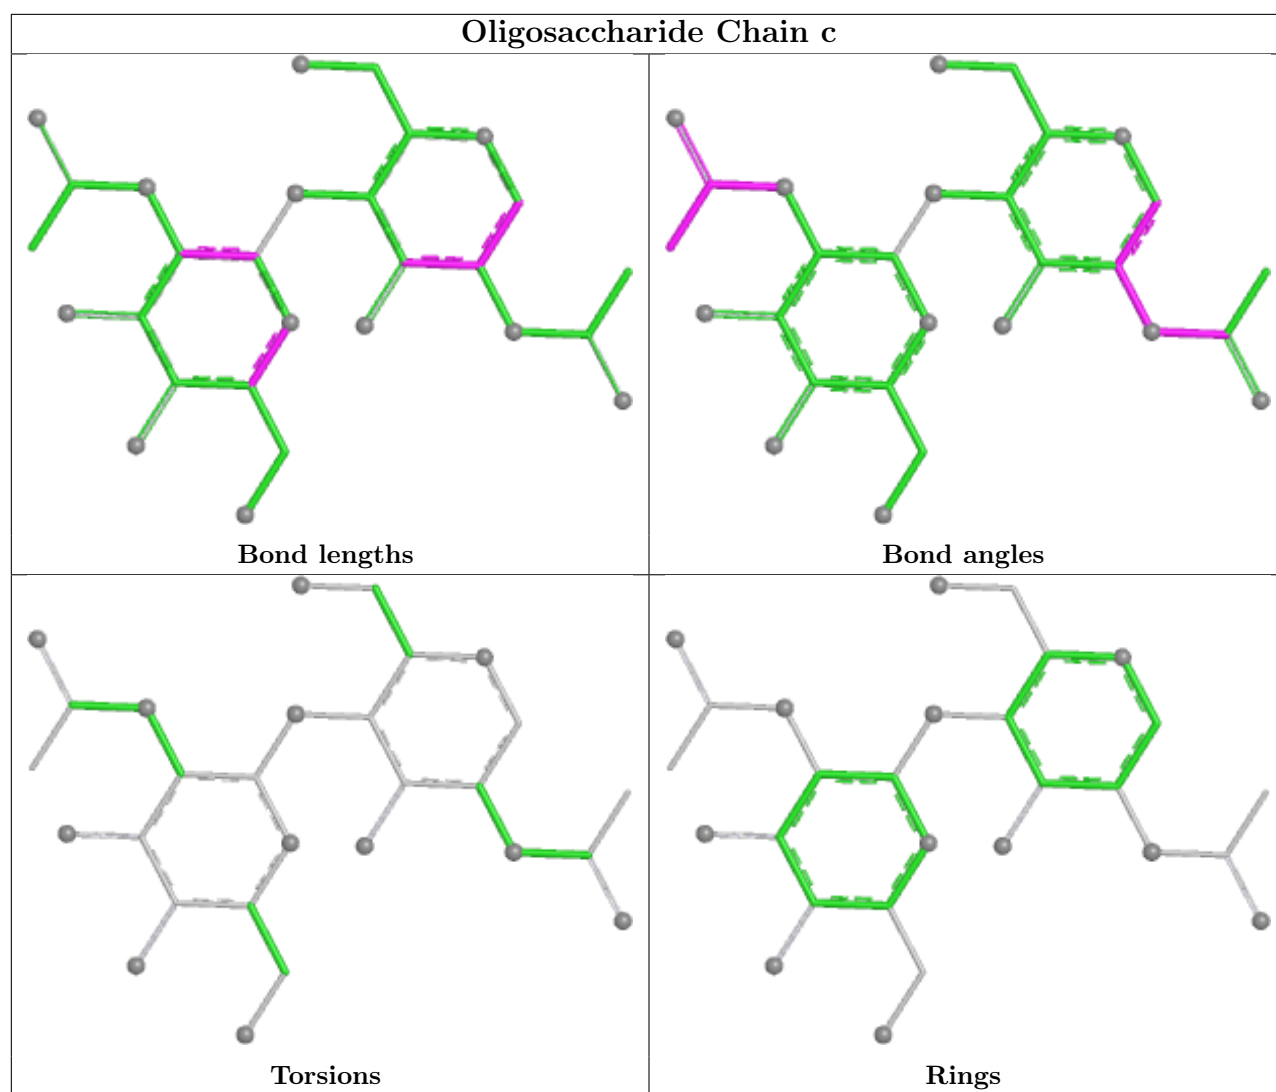 Oligosaccharide Chain c
Bond lengths
Bond angles
Torsions
Rings